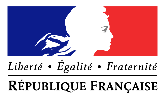 Liberté • Égalité • Fraternité
RÉPUBLIQUE FRANÇAISE